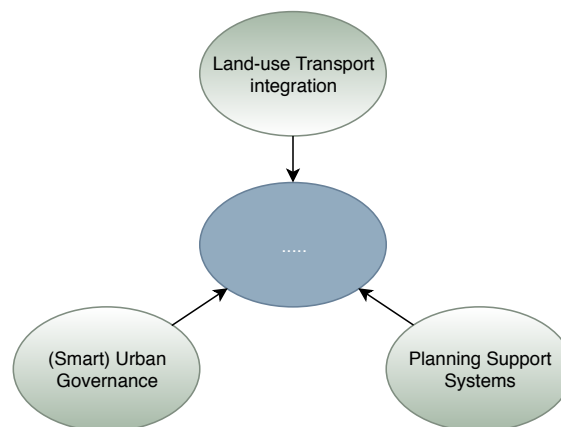 Land-use Transport
integration
.....
(Smart) Urban
Governance
Planning Support
Systems